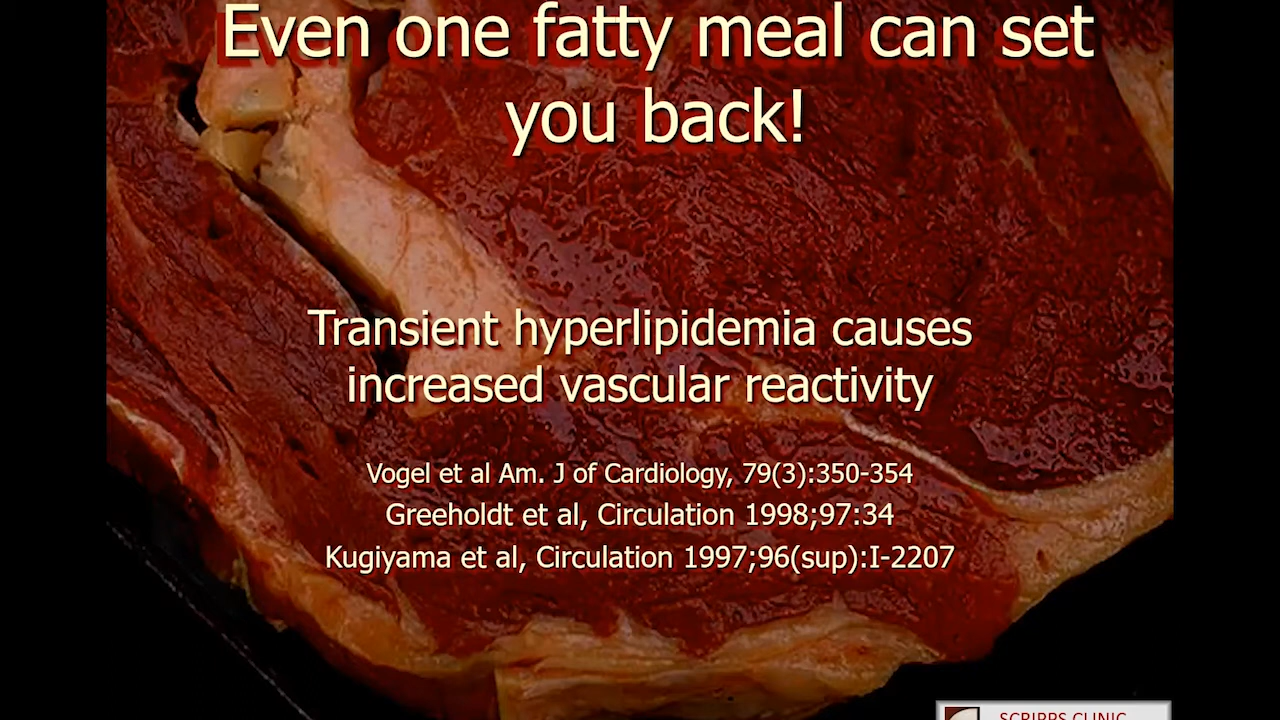 Even one fatty meal can set
you back!
Transient hyperlipidemia causes
increased vascular reactivity
Vogel et al Am. J of Cardiology, 79(3):350-354
Greeholdt et al, Circulation 1998;97:34
Kugiyama et al, Circulation 1997;96(sup):I-2207
SCRIPPS CLINIC